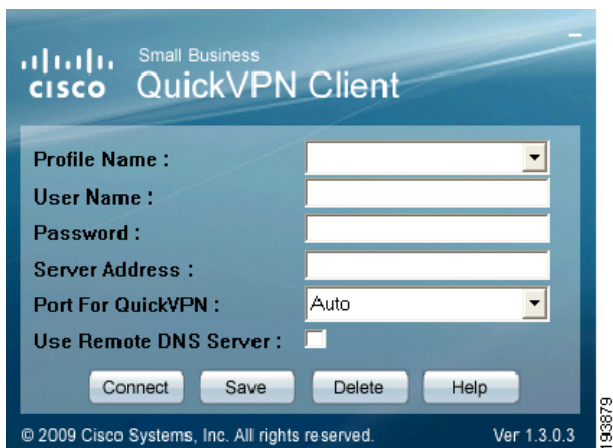 Small Business
CISCO QuickVPN Client
Profile Name :
User Name :
Password :
Server Address :
Port For QuickVPN : Auto
Use Remote DNS Server :
Connect Save Delete Help
© 2009 Cisco Systems, Inc. All rights reserved. Ver 1.3.0.3